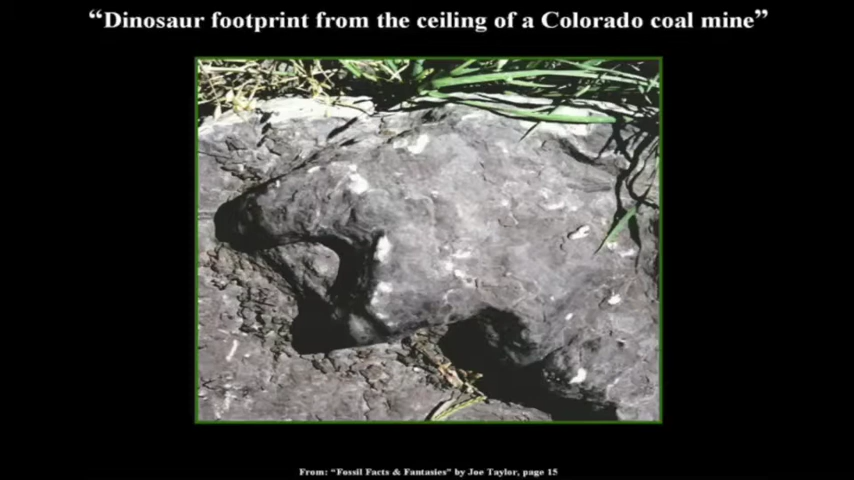 “Dinosaur footprint from the ceiling of a Colorado coal mine”
From: “Fossil Facts & Fantasies” by Joe Taylor, page 15